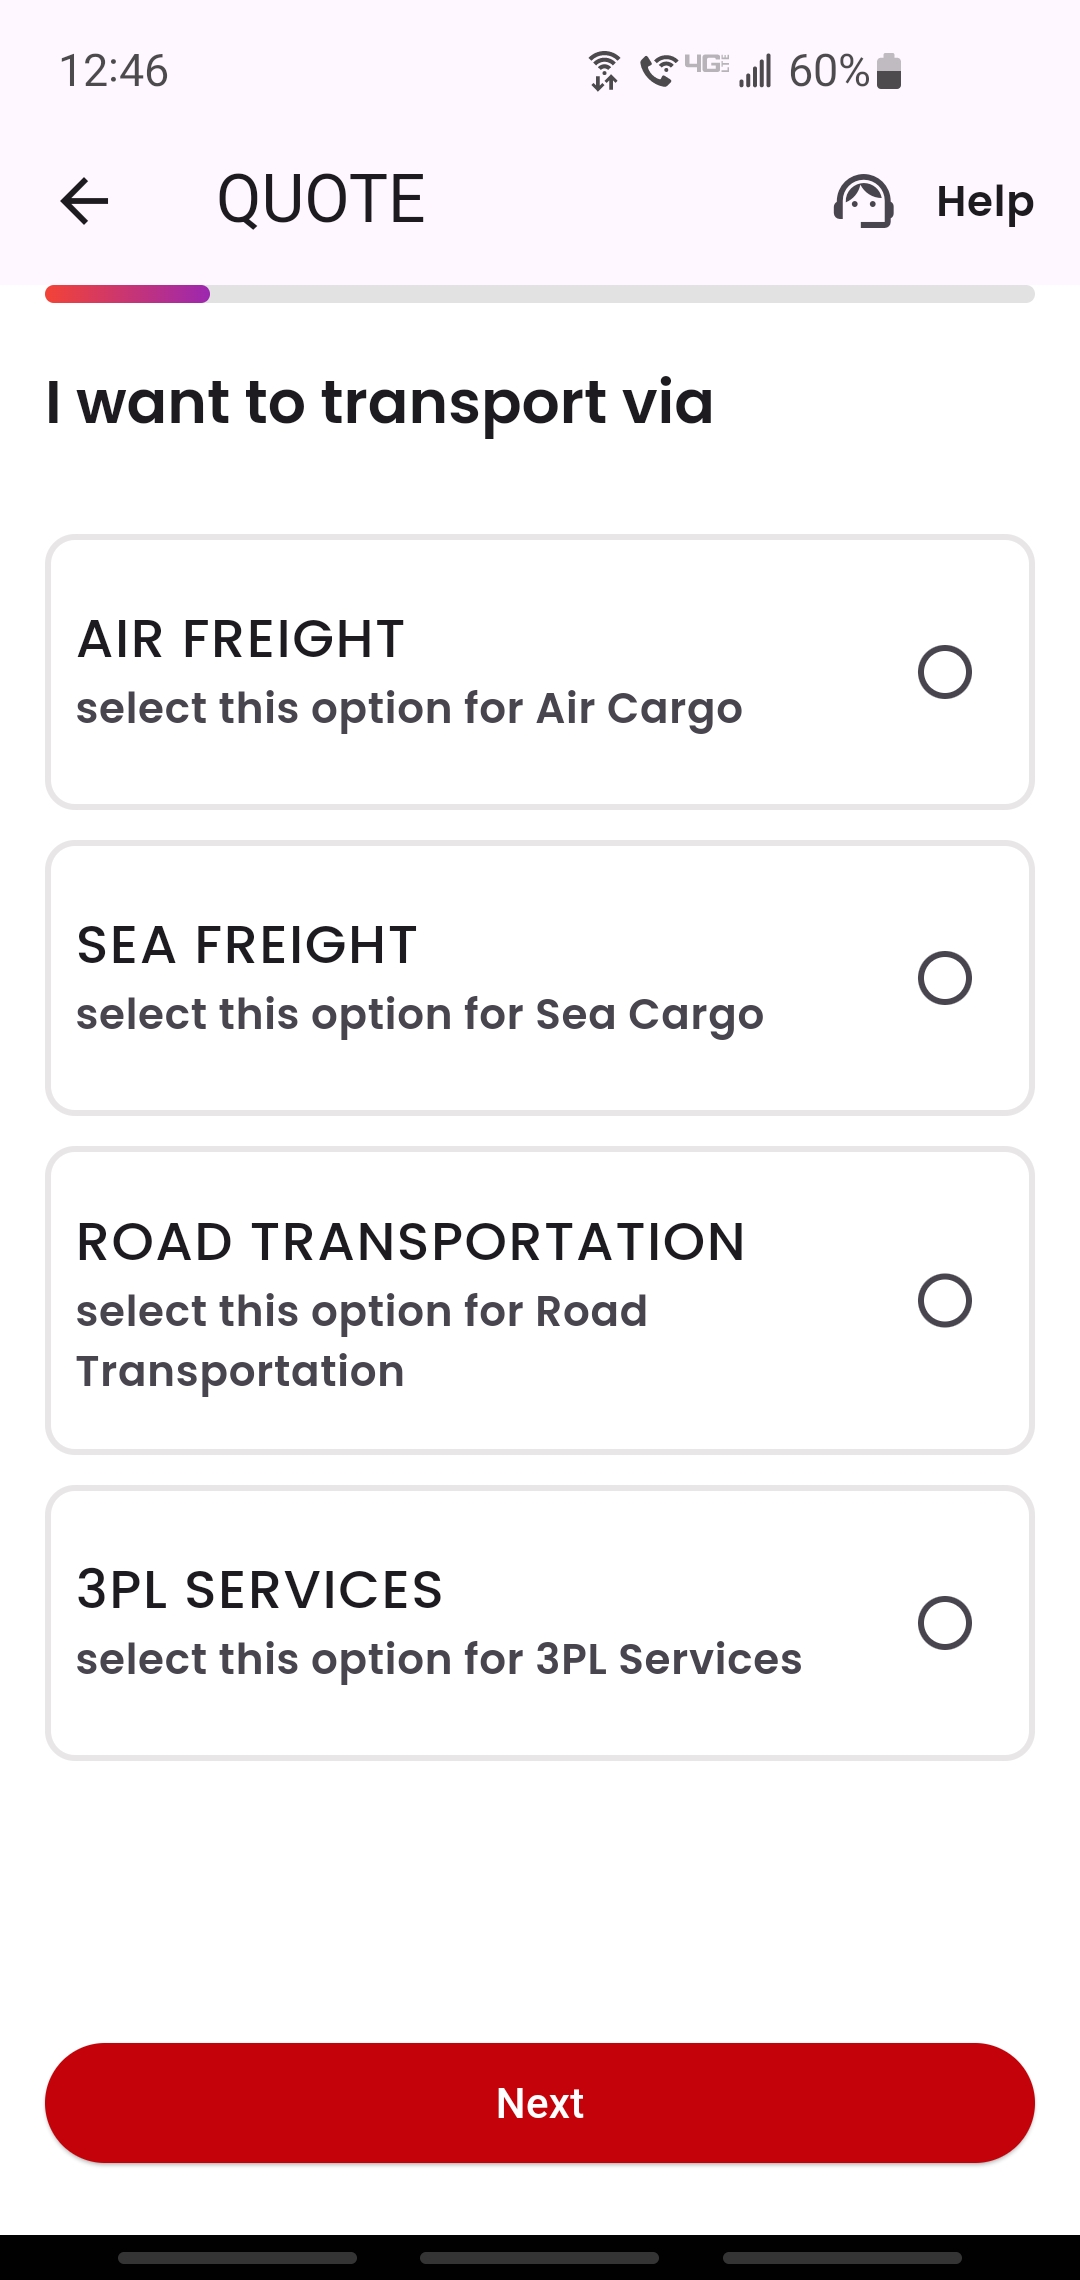 12:46
4G LTE 60%
QUOTE
Help
I want to transport via
AIR FREIGHT
select this option for Air Cargo
SEA FREIGHT
select this option for Sea Cargo
ROAD TRANSPORTATION
select this option for Road
Transportation
3PL SERVICES
select this option for 3PL Services
Next